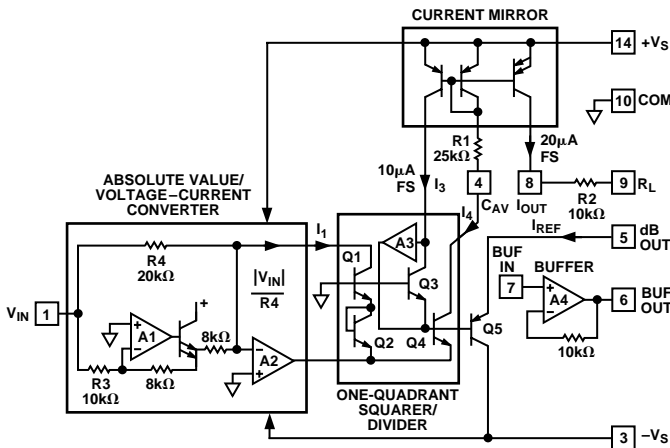 CURRENT MIRROR
14 +VS
10 COM
R1
25kΩ
20μA
FS
10μA
FS
I3
4
CAV
8
IOUT
9 RL
R2
10kΩ
ABSOLUTE VALUE/
VOLTAGE–CURRENT
CONVERTER
I1
I4
IREF
5 dB
OUT
R4
20kΩ
|VIN|
R4
A3
Q1
Q3
BUF
IN
BUFFER
7
A4
6 BUF
OUT
10kΩ
VIN 1
+
A1
8kΩ
A2
Q2
Q4
Q5
R3
10kΩ
8kΩ
ONE-QUADRANT
SQUARER/
DIVIDER
3 –VS